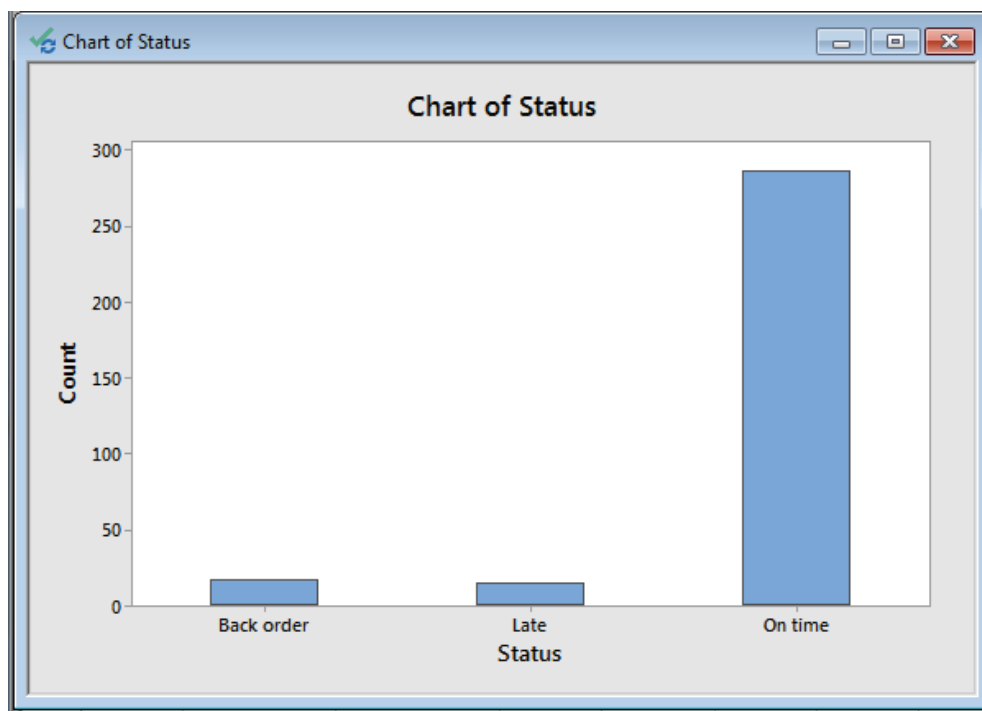 Chart of Status
Chart of Status
300
250
200
150
100
50
0
Count
Back order Late On time
Status